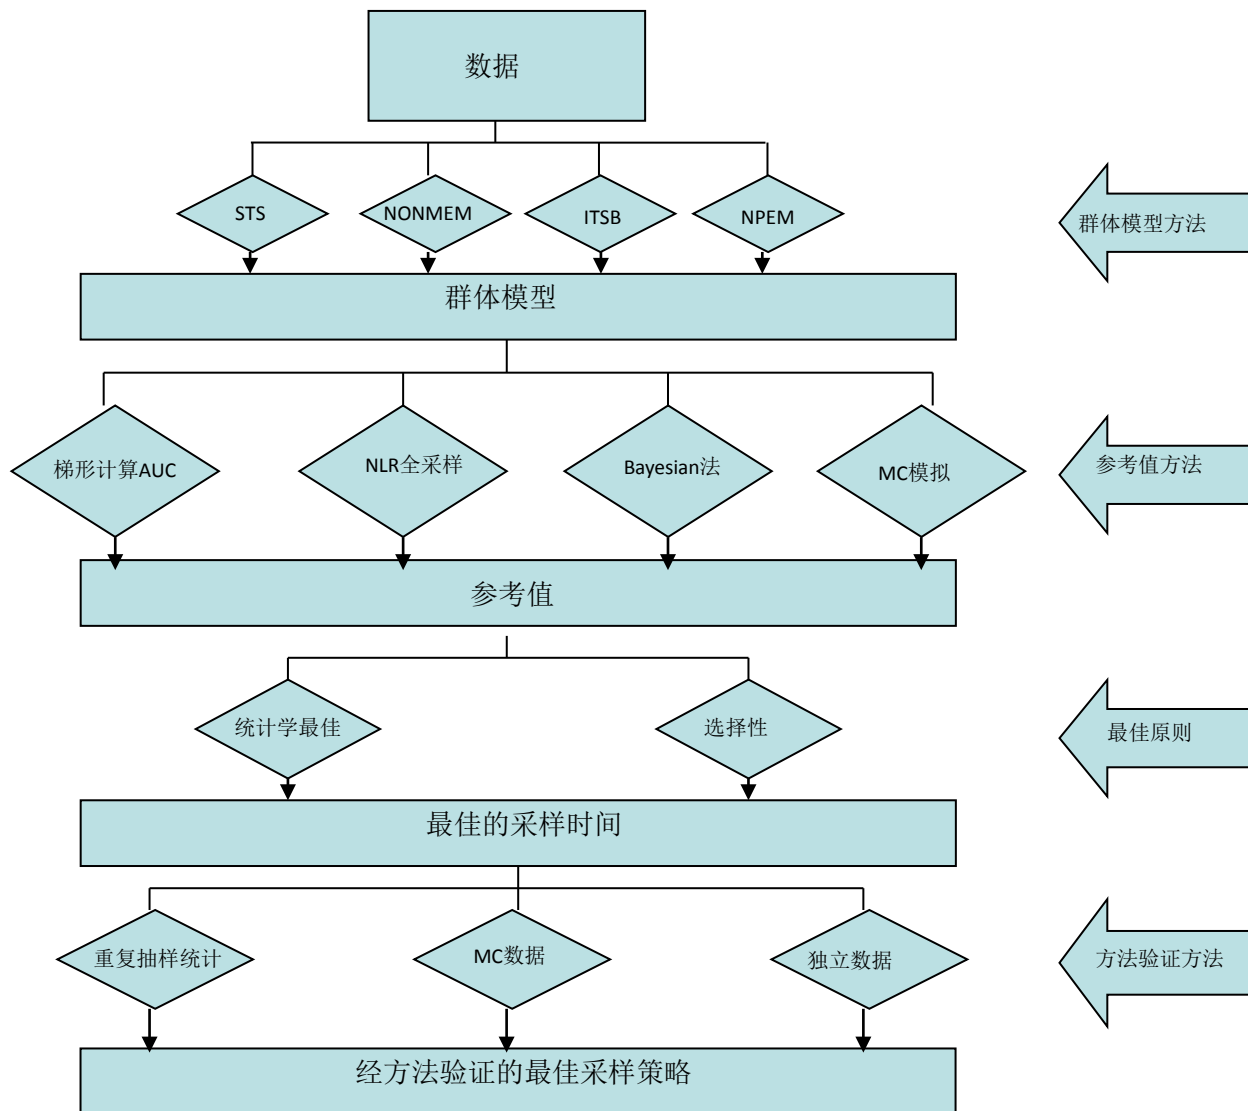 数据
STS
NONMEM
ITSB
NPEM
群体模型方法
群体模型
梯形计算AUC
NLR全采样
Bayesian法
MC模拟
参考值方法
参考值
统计学最佳
选择性
最佳原则
最佳的采样时间
重复抽样统计
MC数据
独立数据
方法验证方法
经方法验证的最佳采样策略